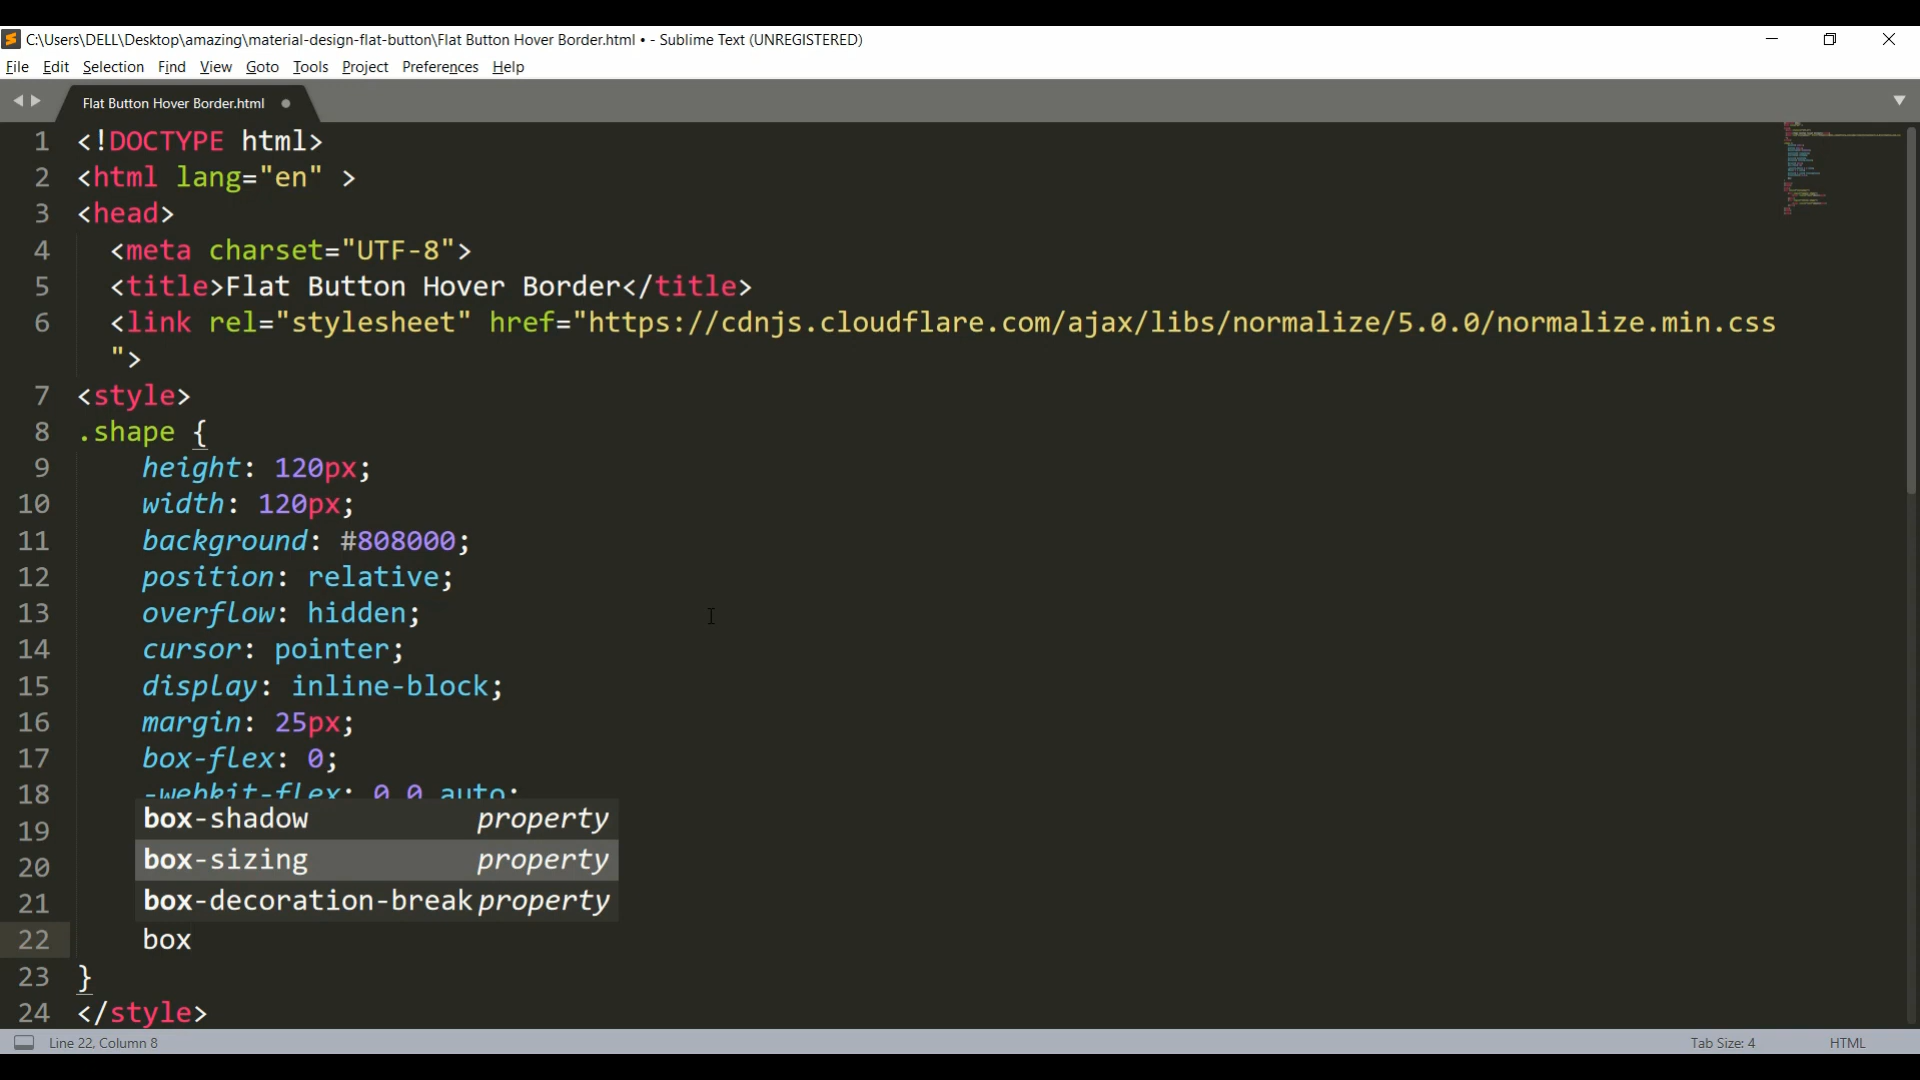 C:\Users\DELL\Desktop\amazing\material-design-flat-button\Flat Button Hover Border.html • - Sublime Text (UNREGISTERED)
File Edit Selection Find View Goto Tools Project Preferences Help
Flat Button Hover Border.html
1 <!DOCTYPE html>
2 <html lang="en" >
3 <head>
4 <meta charset="UTF-8">
5 <title>Flat Button Hover Border</title>
6 <link rel="stylesheet" href="https://cdnjs.cloudflare.com/ajax/libs/normalize/5.0.0/normalize.min.css
">
7 <style>
8 .shape {
9 height: 120px;
10 width: 120px;
11 background: #808000;
12 position: relative;
13 overflow: hidden;
14 cursor: pointer;
15 display: inline-block;
16 margin: 25px;
17 box-flex: 0;
18 -webkit-flex: 0 0 auto;
19 box-shadow property
20 box-sizing property
21 box-decoration-break property
22 box
23 }
24 </style>
Line 22, Column 8
Tab Size: 4
HTML